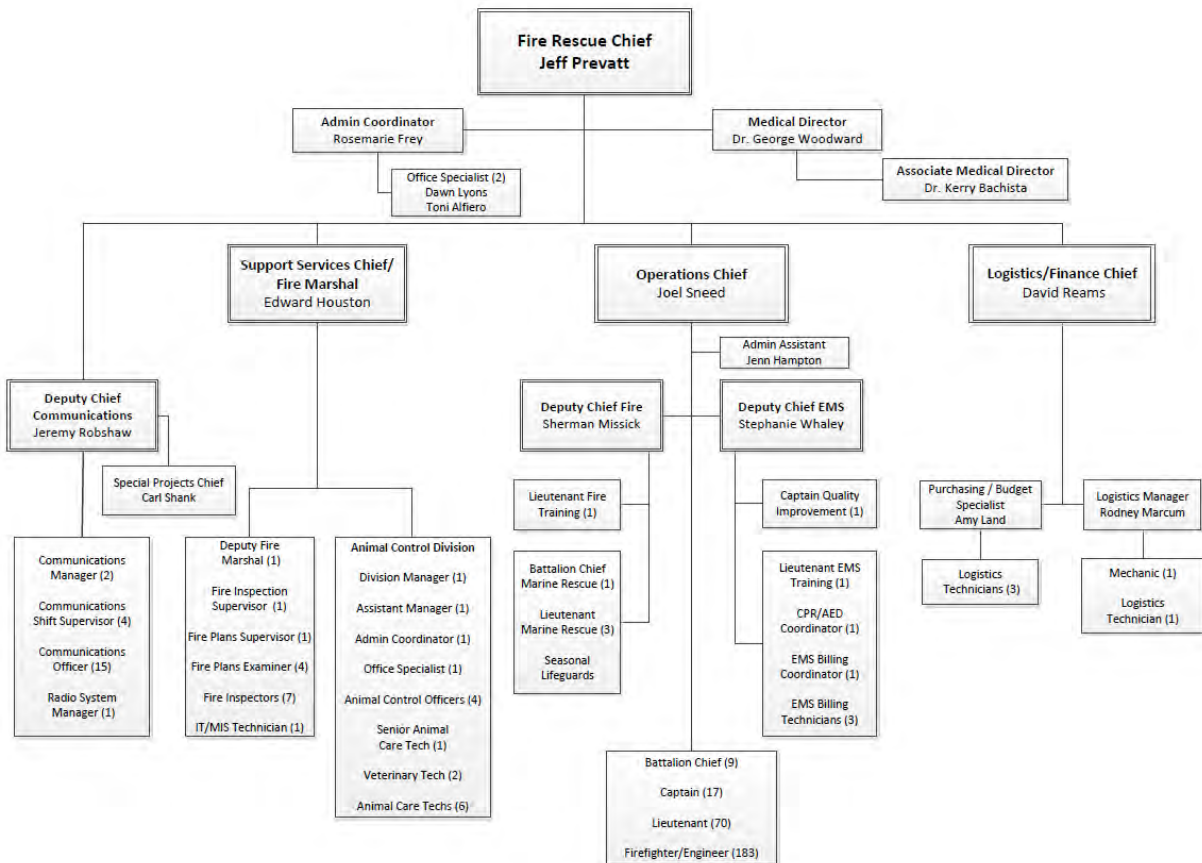 Fire Rescue Chief
Jeff Prevatt
Admin Coordinator
Rosemarie Frey
Medical Director
Dr. George Woodward
Office Specialist (2)
Dawn Lyons
Toni Alfiero
Associate Medical Director
Dr. Kerry Bachista
Support Services Chief/
Fire Marshal
Edward Houston
Operations Chief
Joel Sneed
Logistics/Finance Chief
David Reams
Admin Assistant
Jenn Hampton
Deputy Chief
Communications
Jeremy Robshaw
Deputy Chief Fire
Sherman Missick
Deputy Chief EMS
Stephanie Whaley
Special Projects Chief
Carl Shank
Lieutenant Fire
Training (1)
Captain Quality
Improvement (1)
Purchasing / Budget
Specialist
Amy Land
Logistics Manager
Rodney Marcum
Communications
Manager (2)
Communications
Shift Supervisor (4)
Communications
Officer (15)
Radio System
Manager (1)
Deputy Fire
Marshal (1)
Fire Inspection
Supervisor (1)
Fire Plans Supervisor (1)
Fire Plans Examiner (4)
Fire Inspectors (7)
IT/MIS Technician (1)
Animal Control Division
Division Manager (1)
Assistant Manager (1)
Admin Coordinator (1)
Office Specialist (1)
Animal Control Officers (4)
Senior Animal
Care Tech (1)
Veterinary Tech (2)
Animal Care Techs (6)
Battalion Chief
Marine Rescue (1)
Lieutenant
Marine Rescue (3)
Seasonal
Lifeguards
Lieutenant EMS
Training (1)
CPR/AED
Coordinator (1)
EMS Billing
Coordinator (1)
EMS Billing
Technicians (3)
Logistics
Technicians (3)
Mechanic (1)
Logistics
Technician (1)
Battalion Chief (9)
Captain (17)
Lieutenant (70)
Firefighter/Engineer (183)